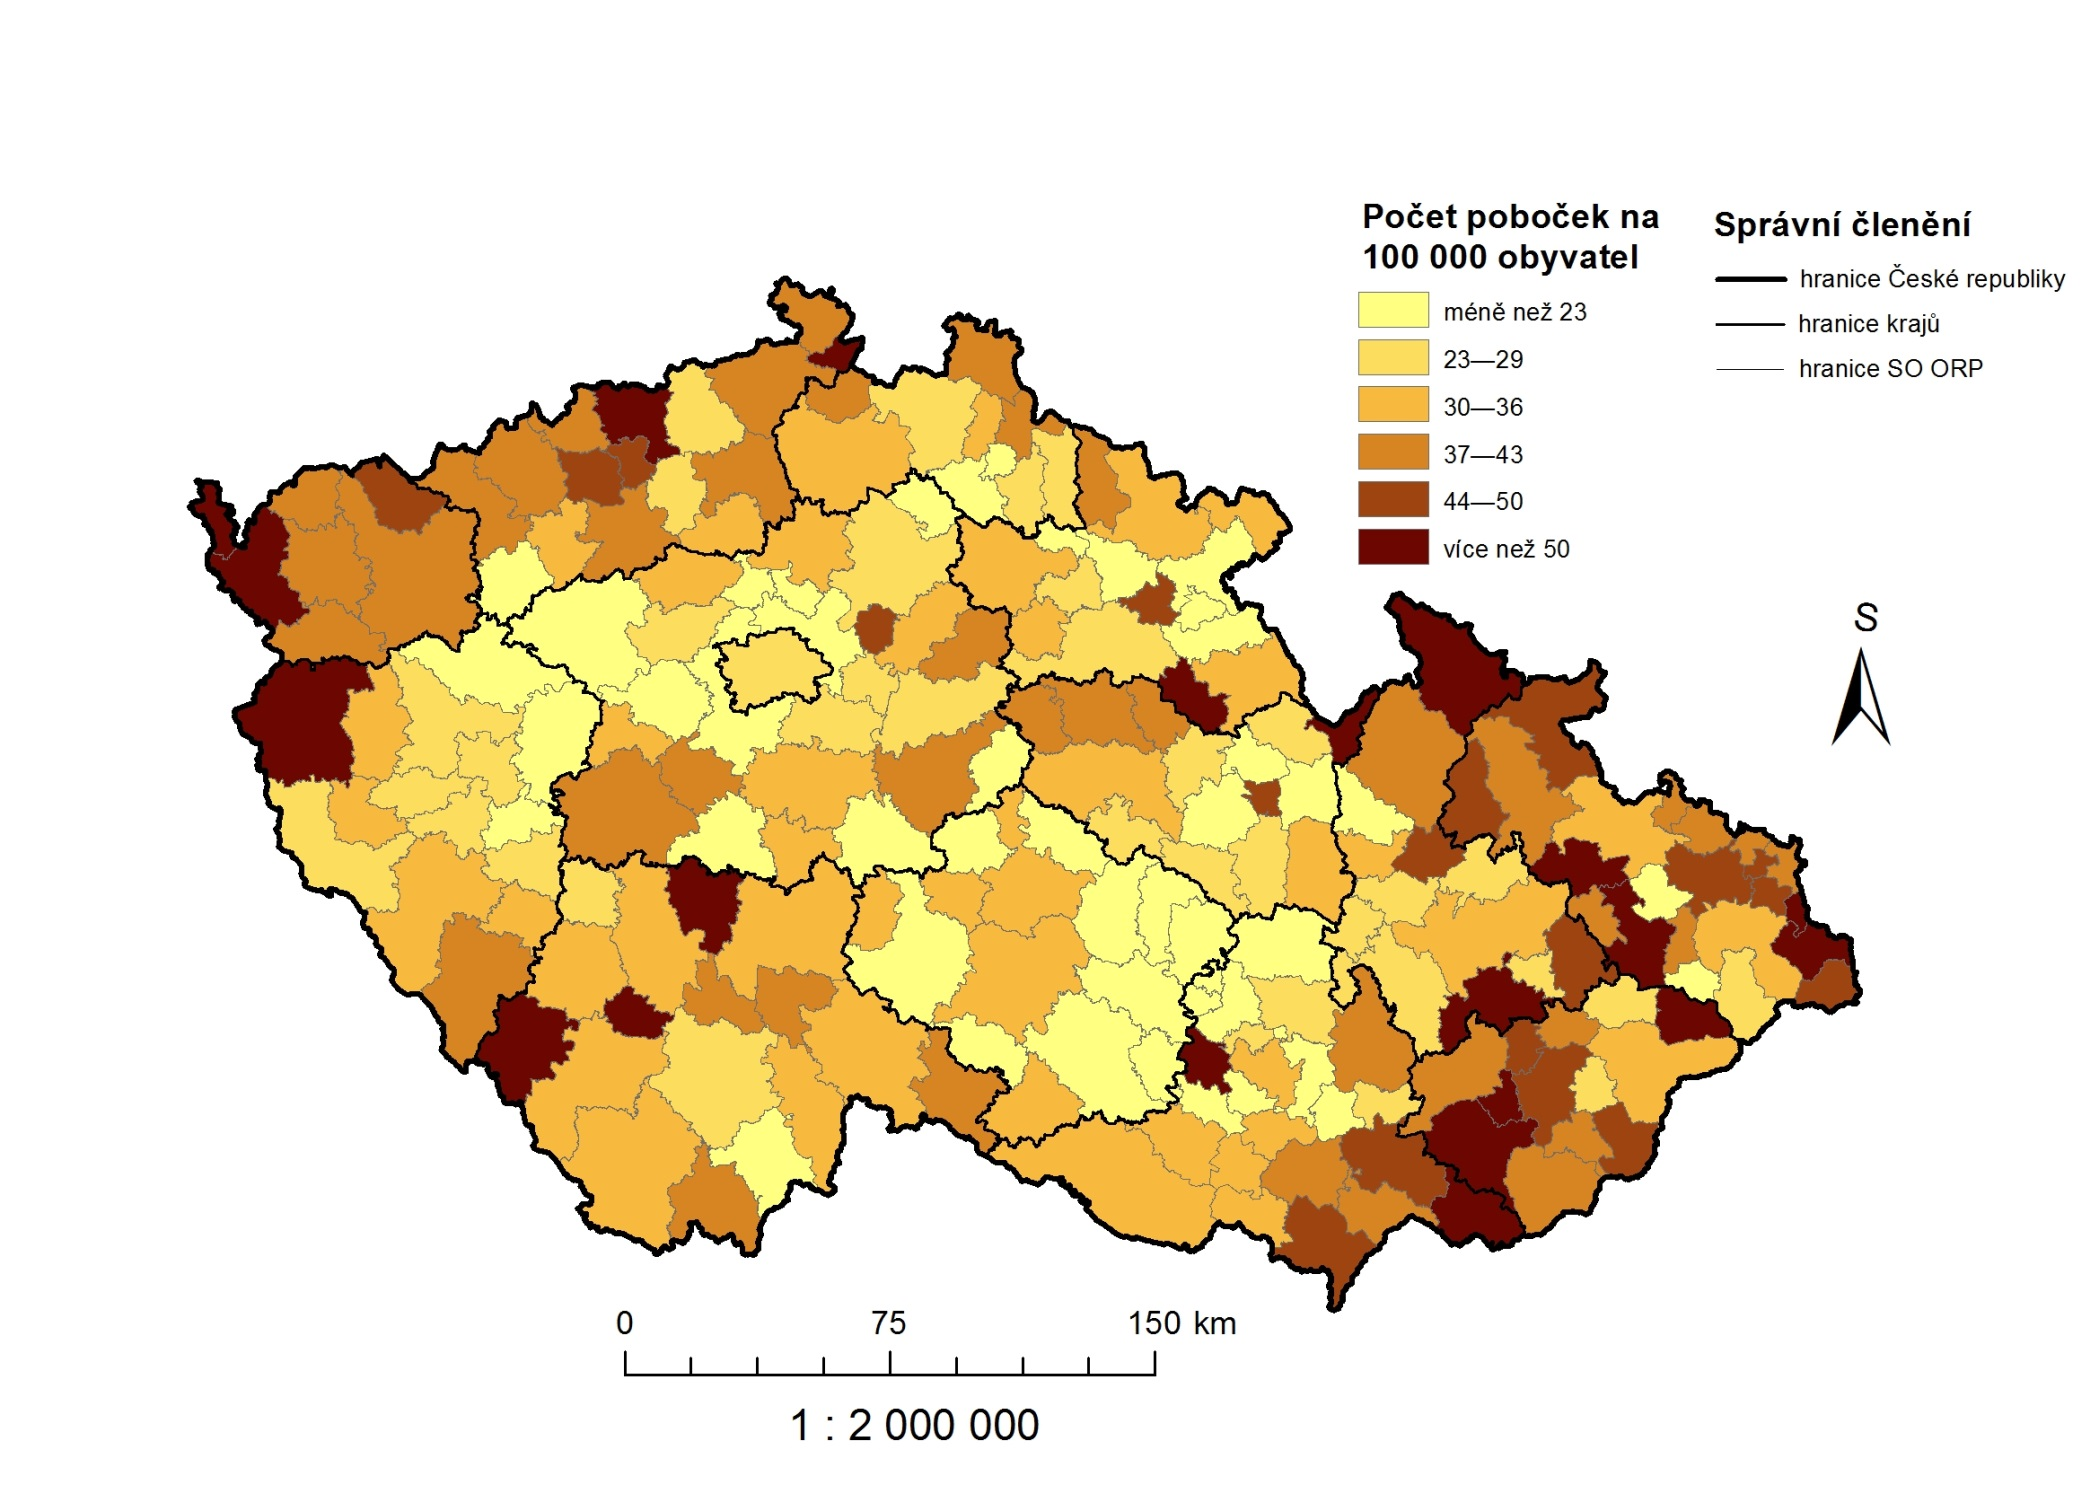 Počet poboček na
100 000 obyvatel
méně než 23
23—29
30—36
37—43
44—50
více než 50
Správní členění
hranice České republiky
hranice krajů
hranice SO ORP
S
0 75 150 km
1 : 2 000 000